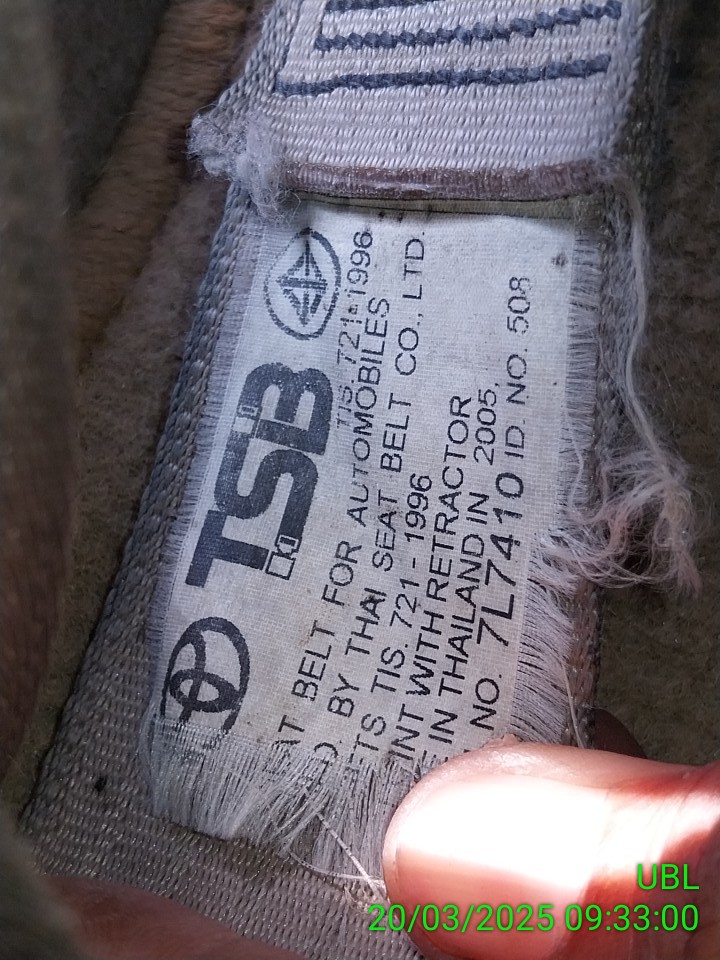 TSB
TIS 721-1996
AT BELT FOR AUTOMOBILES
D BY THAI SEAT BELT CO., LTD.
ETS TIS. 721 - 1996
INT WITH RETRACTOR
E IN THAILAND IN 2005,
NO. 7L7410 ID. NO. 508
UBL
20/03/2025 09:33:00